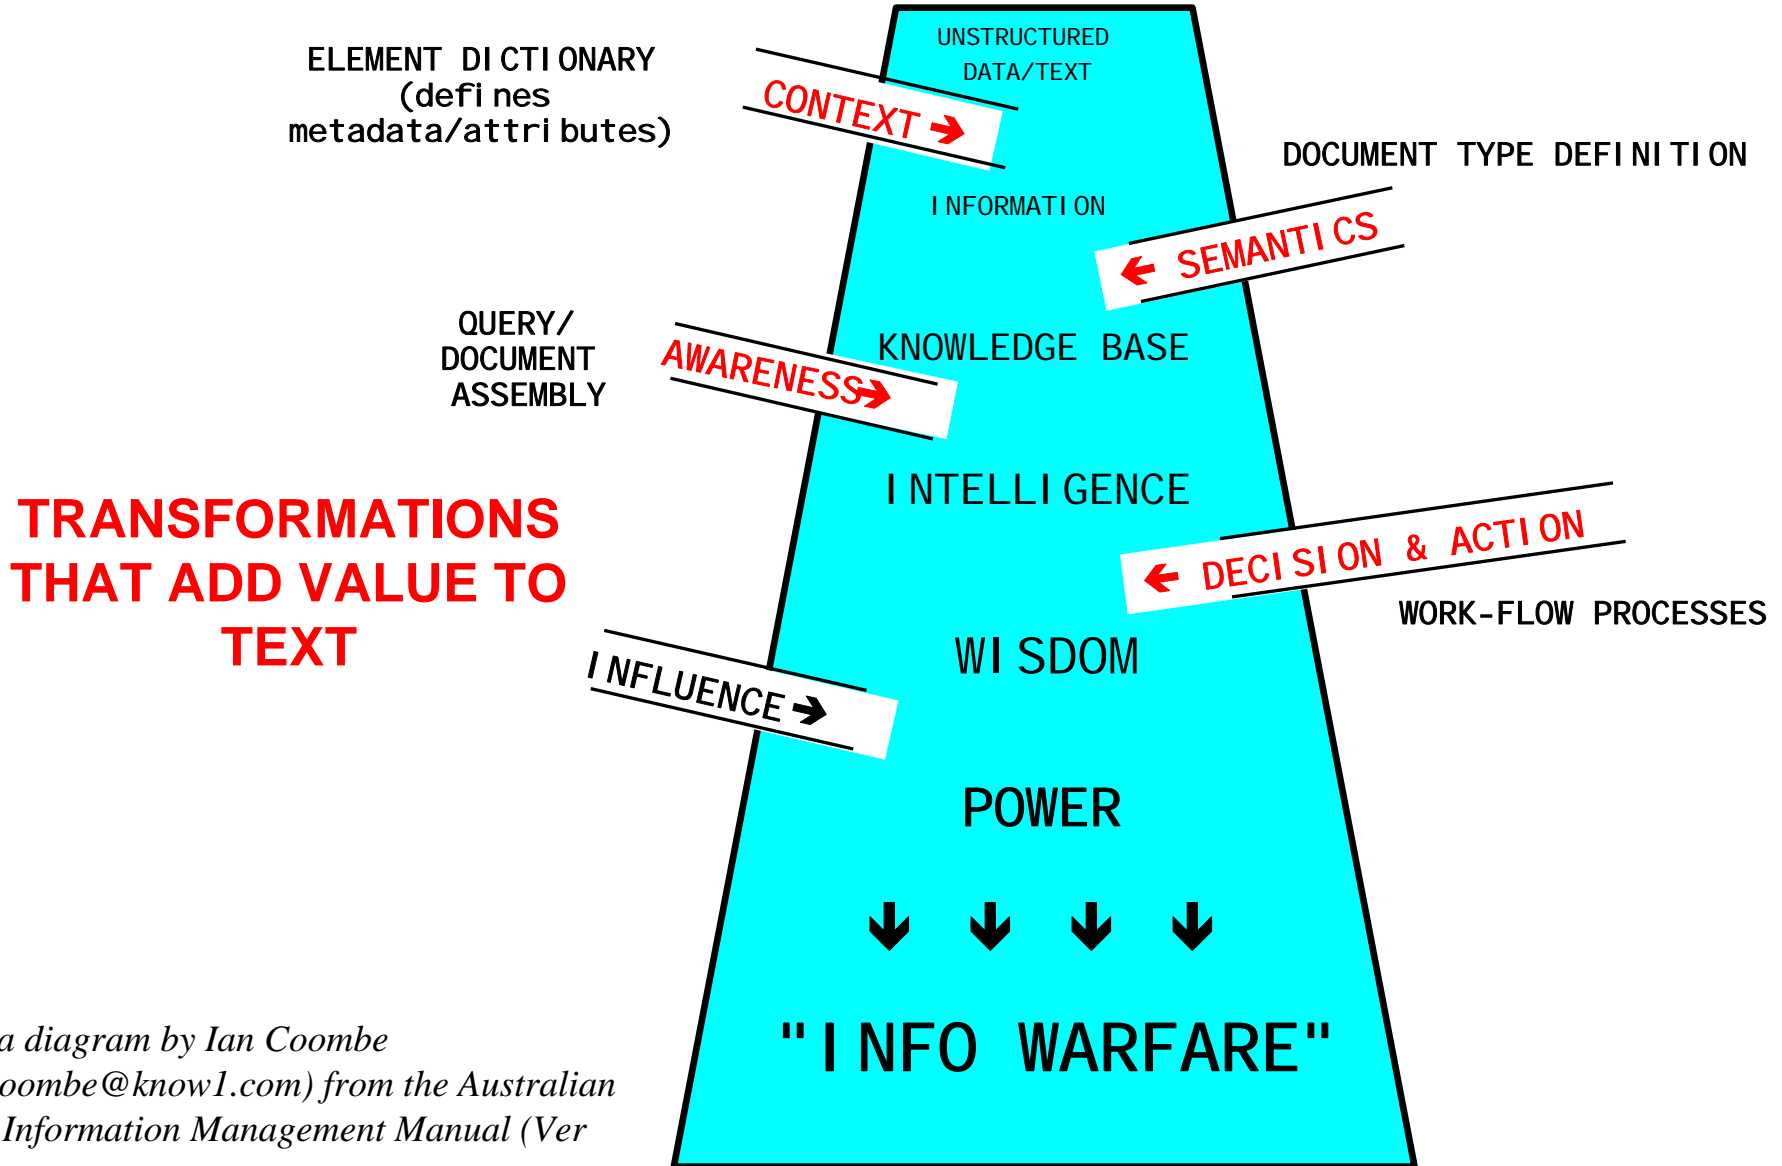 UNSTRUCTURED
DATA/TEXT
ELEMENT DICTIONARY
(defines
metadata/attributes)
CONTEXT →
DOCUMENT TYPE DEFINITION
INFORMATION
← SEMANTICS
QUERY/
DOCUMENT
ASSEMBLY
AWARENESS→
KNOWLEDGE BASE
INTELLIGENCE
TRANSFORMATIONS
THAT ADD VALUE TO
TEXT
← DECISION & ACTION
WORK-FLOW PROCESSES
WISDOM
INFLUENCE →
POWER
↓ ↓ ↓ ↓
"INFO WARFARE"
a diagram by Ian Coombe
oombe@know1.com) from the Australian
Information Management Manual (Ver